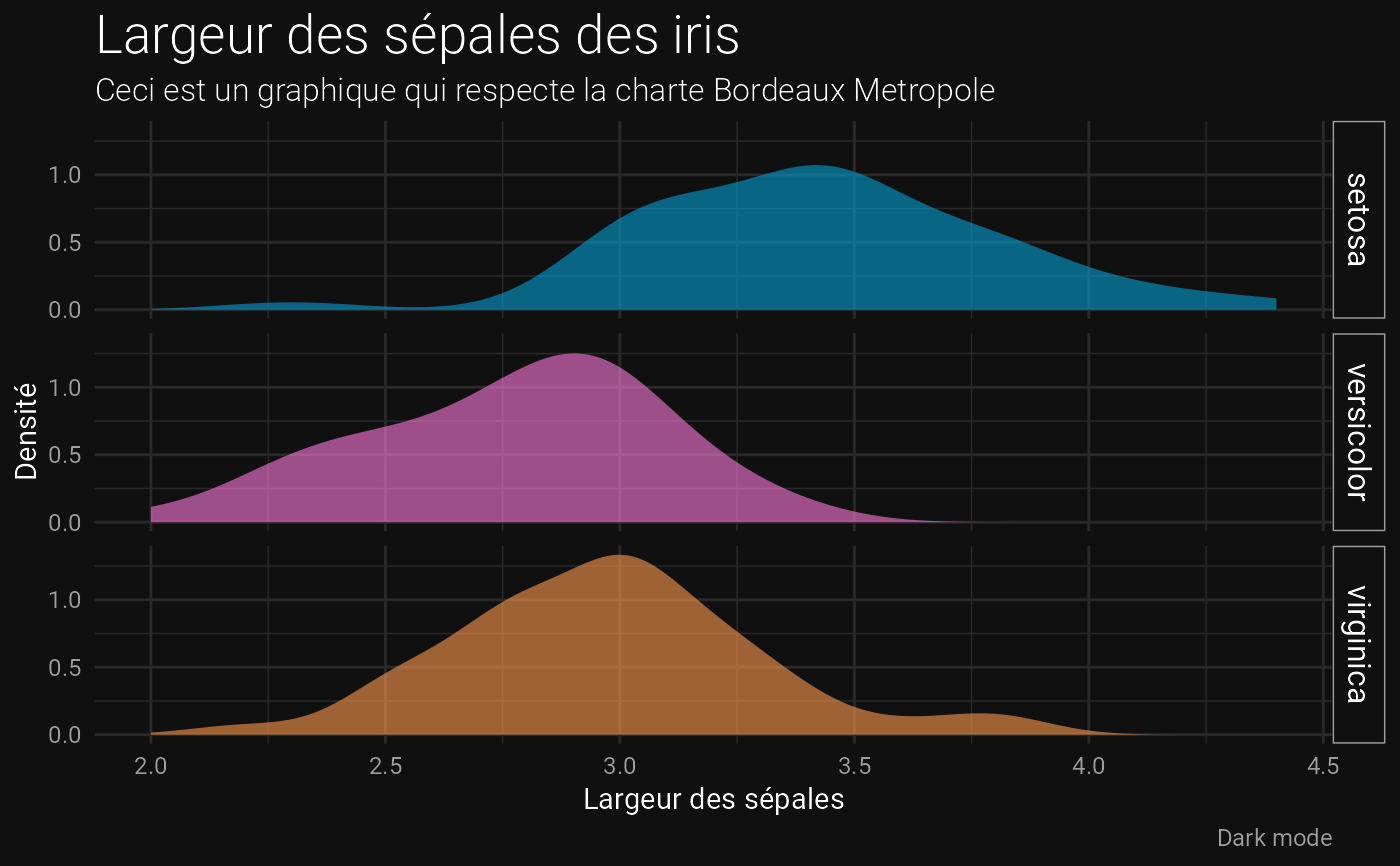 Largeur des sépales des iris
Ceci est un graphique qui respecte la charte Bordeaux Metropole
1.0
0.5
0.0
setosa
Densité
1.0
0.5
0.0
versicolor
1.0
0.5
0.0
virginica
2.0 2.5 3.0 3.5 4.0 4.5
Largeur des sépales
Dark mode